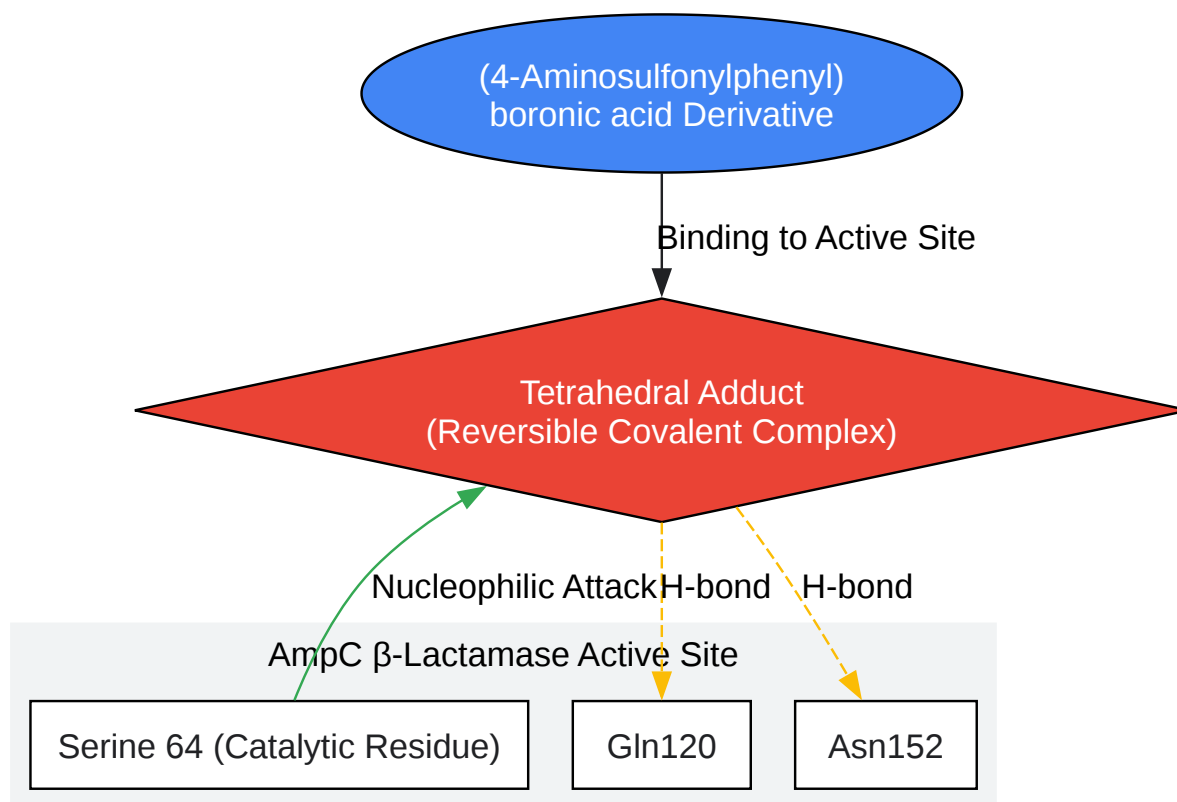 (4-Aminosulfonylphenyl)
boronic acid Derivative
Binding to Active Site
Tetrahedral Adduct
(Reversible Covalent Complex)
Nucleophilic Attack
H-bond
H-bond
AmpC β-Lactamase Active Site
Serine 64 (Catalytic Residue)
Gln120
Asn152